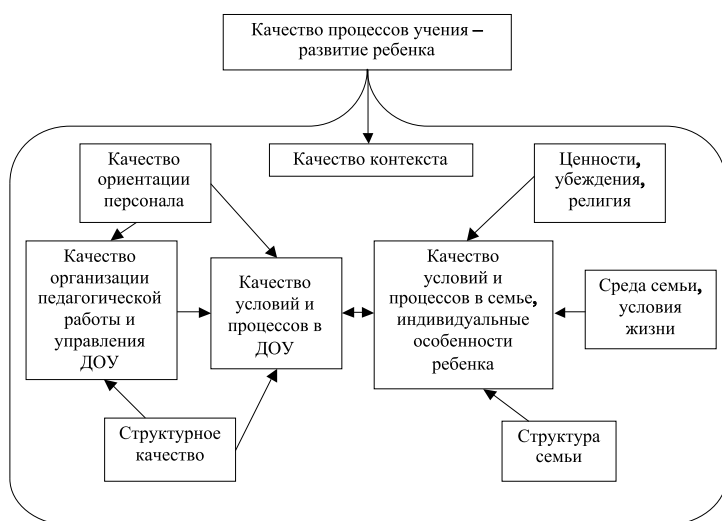 Качество процессов учения –
развитие ребенка
Качество контекста
Качество
ориентации
персонала
Ценности,
убеждения,
религия
Качество
организации
педагогической
работы и
управления
ДОУ
Качество
условий и
процессов в
ДОУ
Качество
условий и
процессов в семье,
индивидуальные
особенности
ребенка
Среда семьи,
условия
жизни
Структурное
качество
Структура
семьи